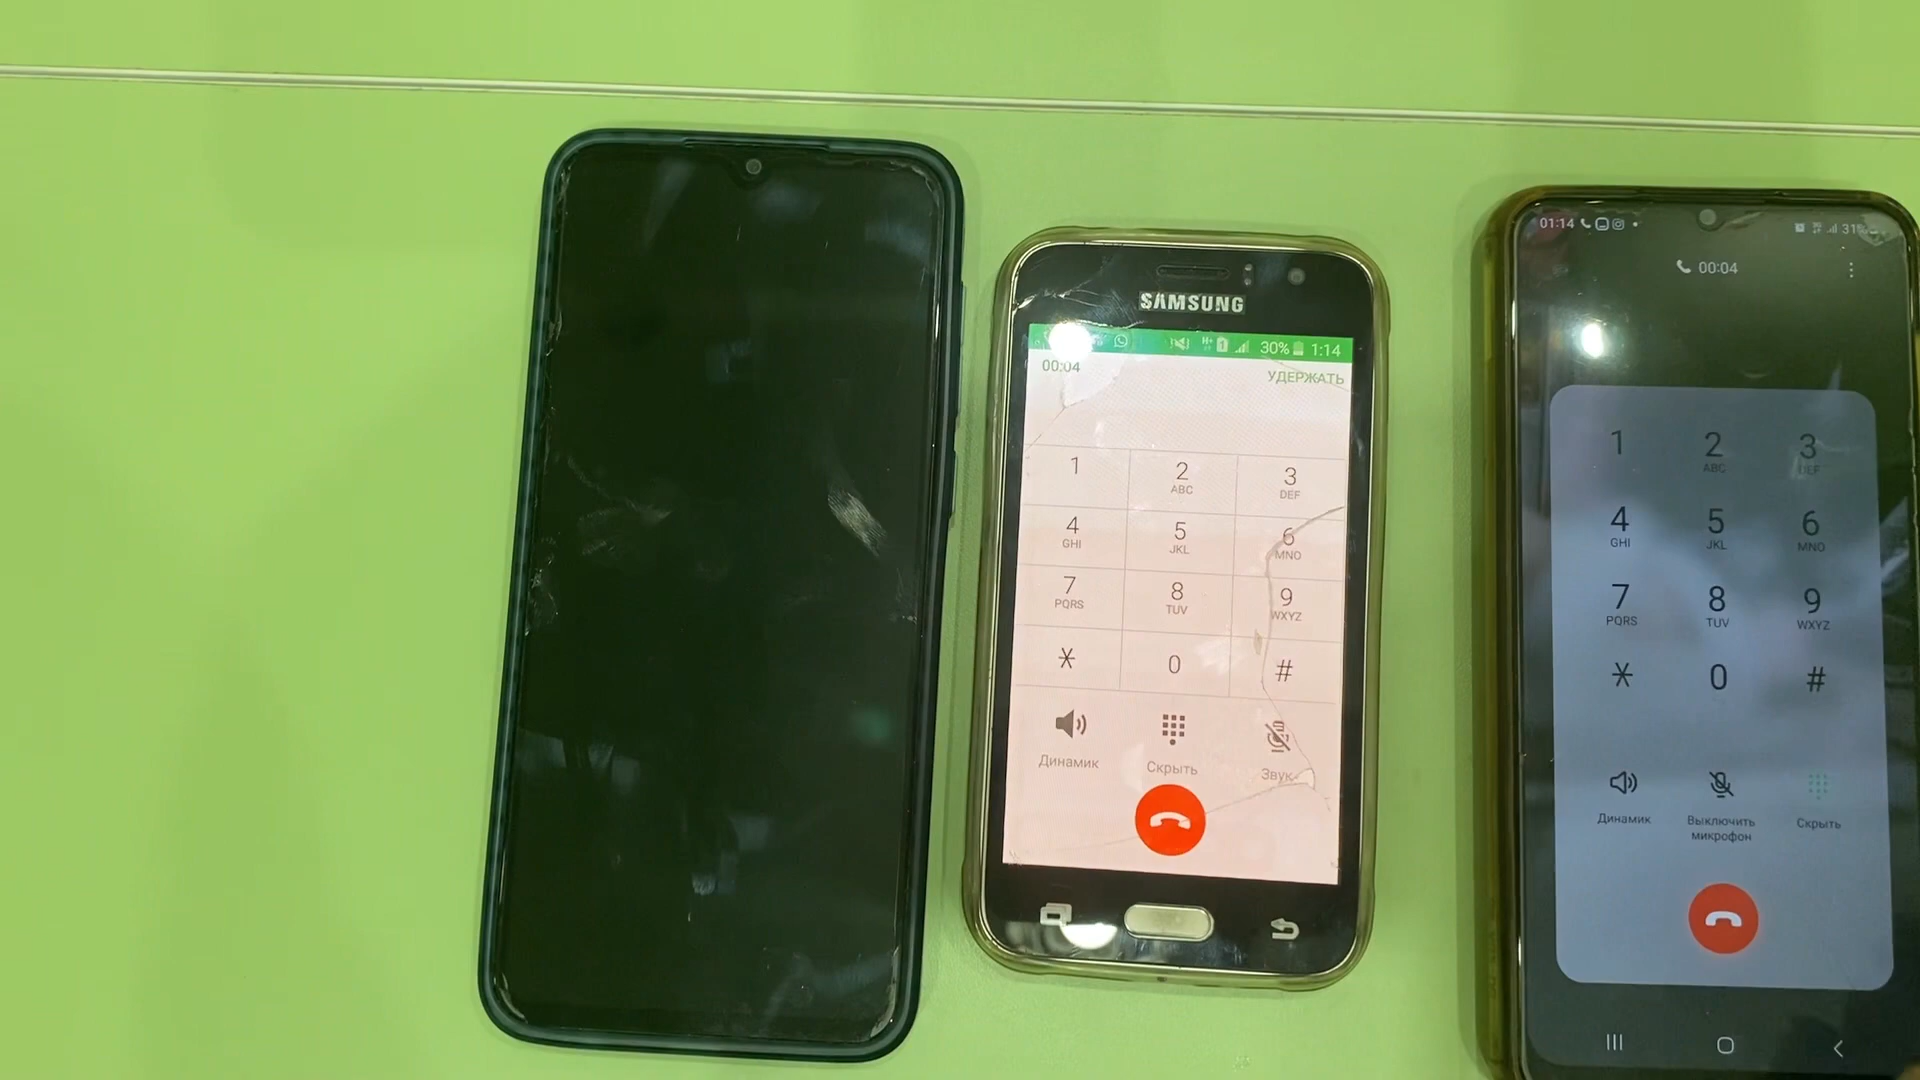 SAMSUNG
30% 1:14
00:04
УДЕРЖАТЬ
1 2 3
ABC DEF
4 5 6
GHI JKL MNO
7 8 9
PQRS TUV WXYZ
* 0 #
Динамик Скрыть Звук
01:14
31%
00:04
1 2 3
ABC DEF
4 5 6
GHI JKL MNO
7 8 9
PQRS TUV WXYZ
* 0 #
Динамик Выключить микрофон Скрыть